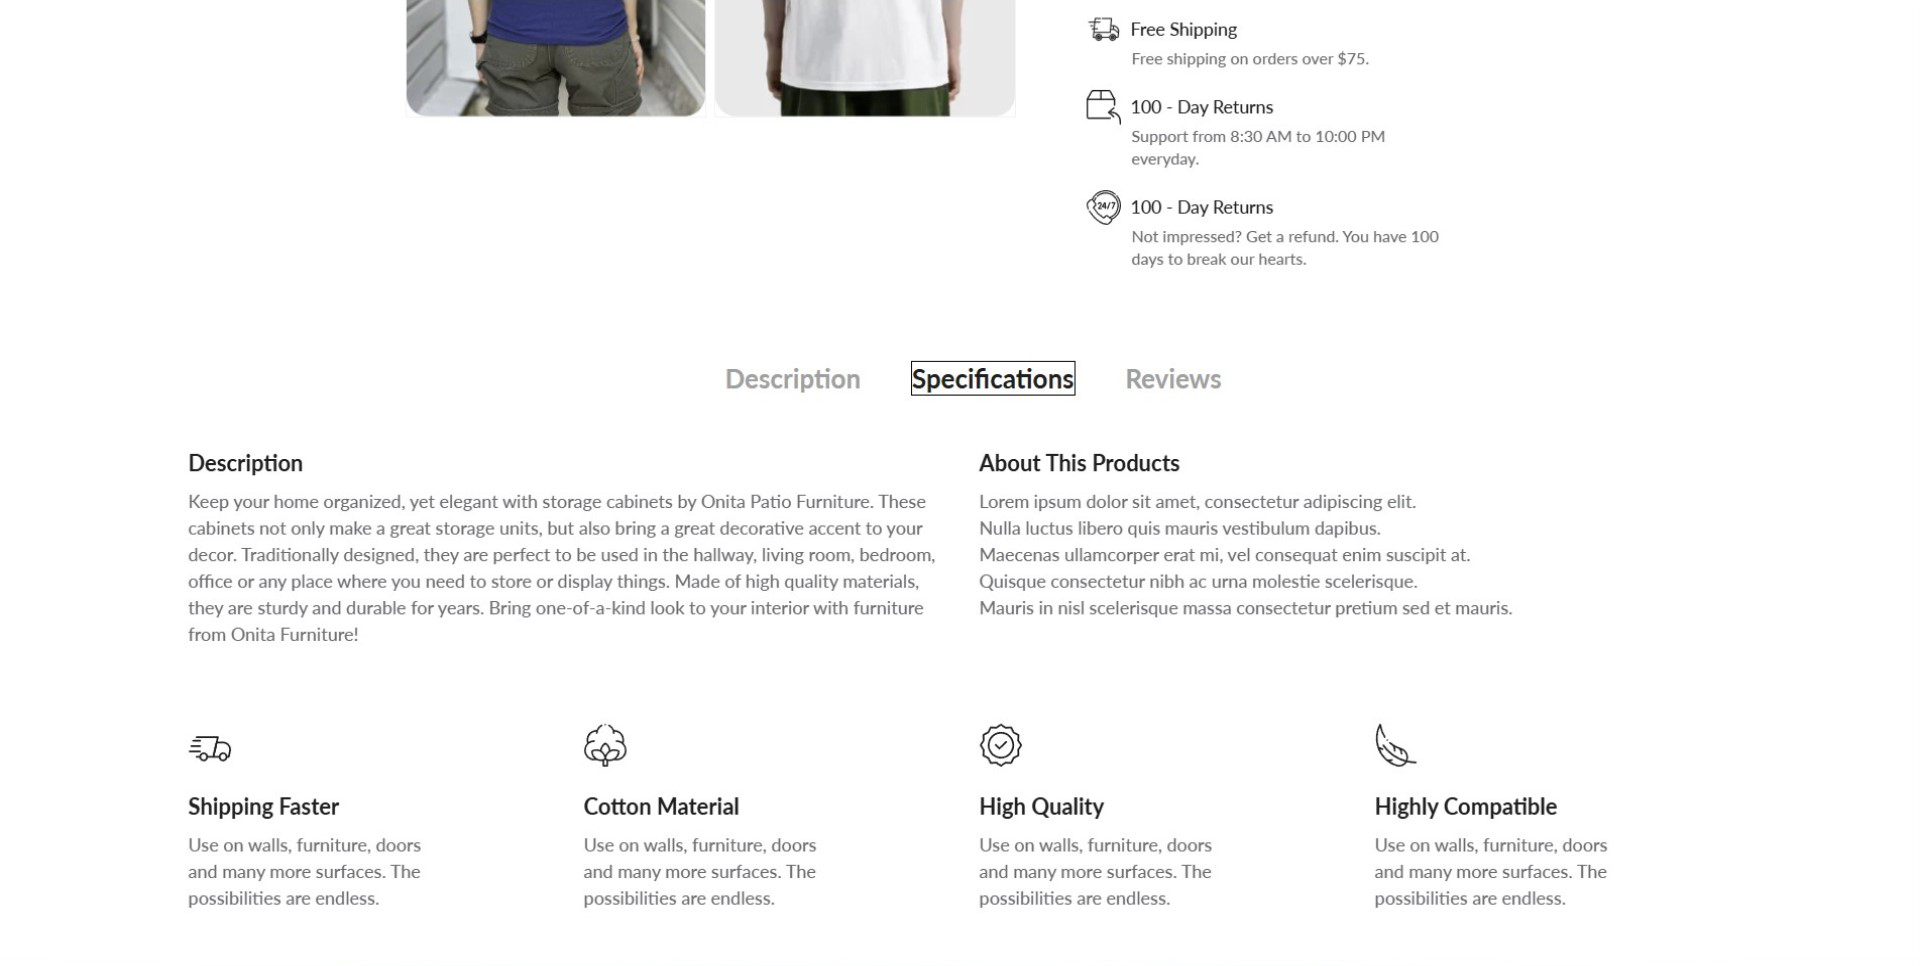 Free Shipping
Free shipping on orders over $75.
100 - Day Returns
Support from 8:30 AM to 10:00 PM
everyday.
24/7
100 - Day Returns
Not impressed? Get a refund. You have 100
days to break our hearts.
Description Specifications Reviews
Description
Keep your home organized, yet elegant with storage cabinets by Onita Patio Furniture. These
cabinets not only make a great storage units, but also bring a great decorative accent to your
decor. Traditionally designed, they are perfect to be used in the hallway, living room, bedroom,
office or any place where you need to store or display things. Made of high quality materials,
they are sturdy and durable for years. Bring one-of-a-kind look to your interior with furniture
from Onita Furniture!
About This Products
Lorem ipsum dolor sit amet, consectetur adipiscing elit.
Nulla luctus libero quis mauris vestibulum dapibus.
Maecenas ullamcorper erat mi, vel consequat enim suscipit at.
Quisque consectetur nibh ac urna molestie scelerisque.
Mauris in nisl scelerisque massa consectetur pretium sed et mauris.
Shipping Faster
Use on walls, furniture, doors
and many more surfaces. The
possibilities are endless.
Cotton Material
Use on walls, furniture, doors
and many more surfaces. The
possibilities are endless.
High Quality
Use on walls, furniture, doors
and many more surfaces. The
possibilities are endless.
Highly Compatible
Use on walls, furniture, doors
and many more surfaces. The
possibilities are endless.